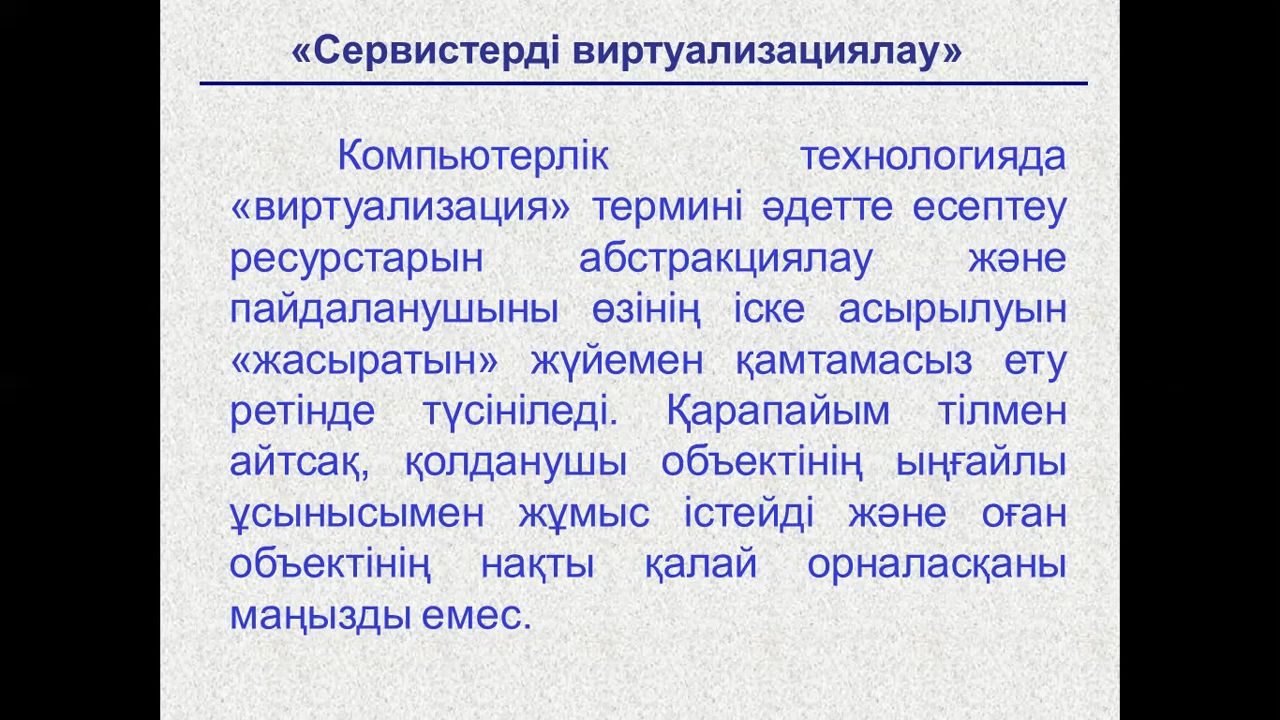 «Сервистерді виртуализациялау»
Компьютерлік технологияда
«виртуализация» термині әдетте есептеу
ресурстарын абстракциялау және
пайдаланушыны өзінің іске асырылуын
«жасыратын» жүйемен қамтамасыз ету
ретінде түсініледі. Қарапайым тілмен
айтсақ, қолданушы объектінің ыңғайлы
ұсынысымен жұмыс істейді және оған
объектінің нақты қалай орналасқаны
маңызды емес.